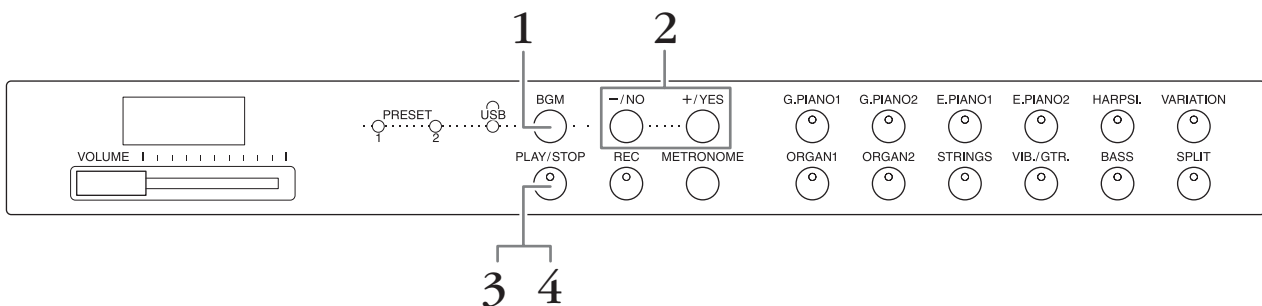 1 2
BGM −/NO +/YES G.PIANO1 G.PIANO2 E.PIANO1 E.PIANO2 HARPSI. VARIATION
PRESET USB
1 2
VOLUME PLAY/STOP REC METRONOME ORGAN1 ORGAN2 STRINGS VIB./GTR. BASS SPLIT
3 4